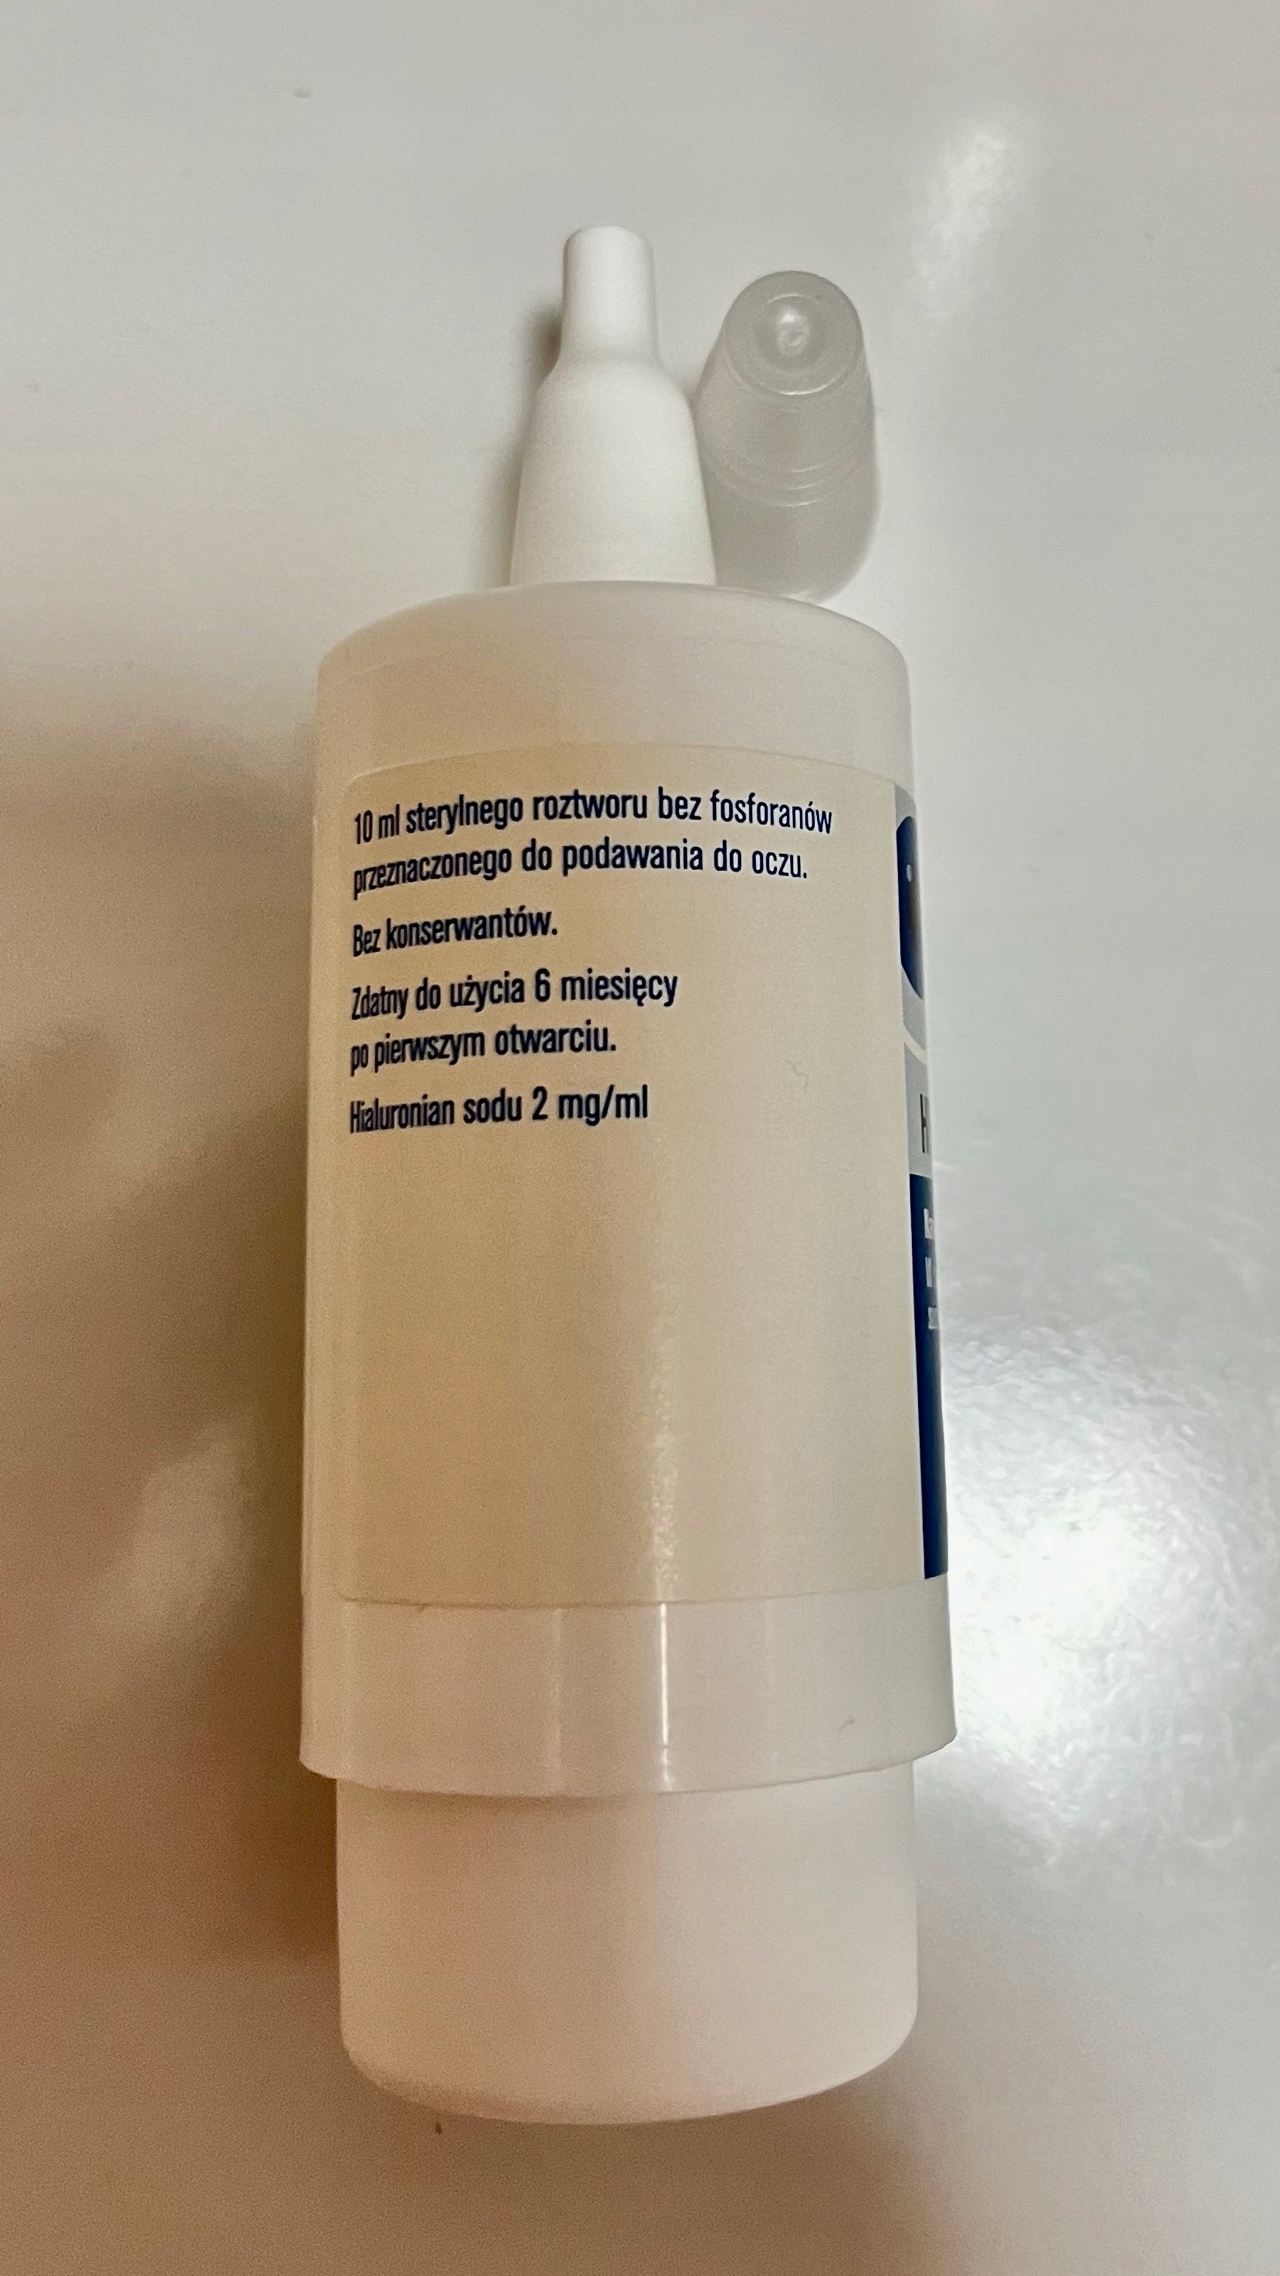 10 ml sterylnego roztworu bez fosforanów
przeznaczonego do podawania do oczu.
Bez konserwantów.
Zdatny do użycia 6 miesięcy
po pierwszym otwarciu.
Hialuronian sodu 2 mg/ml